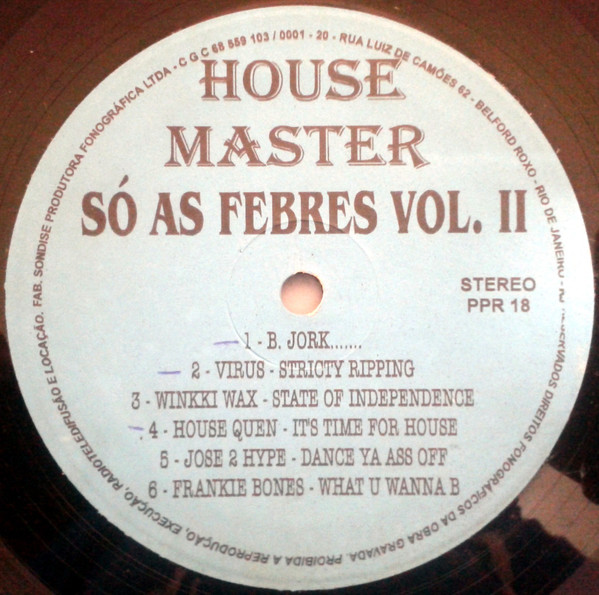 FAB. SONDISE PRODUTORA FONOGRÁFICA LTDA - C G C 68 559 103 / 0001 - 20 - RUA LUIZ DE CAMÕES 62 - BELFORD ROXO - RIO DE JANEIRO - RJ
RESERVADOS DIREITOS FONOGRÁFICOS DA OBRA GRAVADA. PROIBIDA A REPRODUÇÃO, EXECUÇÃO, RADIOTELEDIFUSÃO E LOCAÇÃO.
HOUSE
MASTER
SÓ AS FEBRES VOL. II
STEREO
PPR 18
1 - B. JORK.......
2 - VIRUS - STRICTY RIPPING
3 - WINKKI WAX - STATE OF INDEPENDENCE
4 - HOUSE QUEN - IT'S TIME FOR HOUSE
5 - JOSE 2 HYPE - DANCE YA ASS OFF
6 - FRANKIE BONES - WHAT U WANNA B